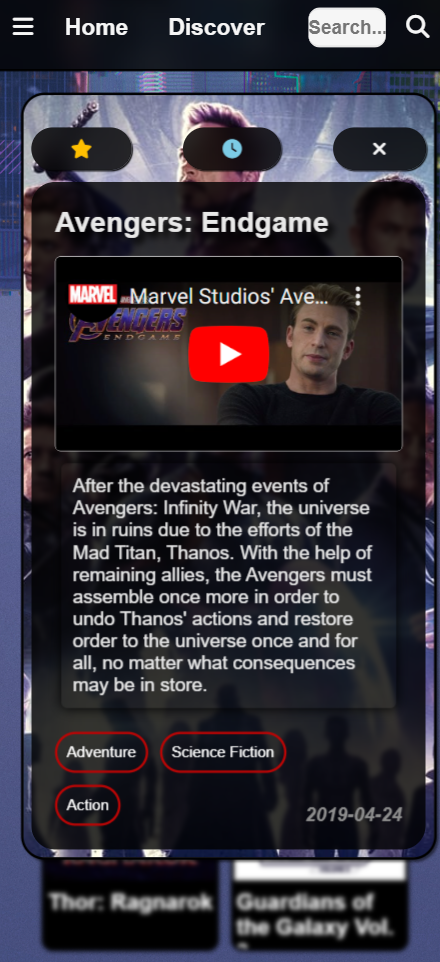 Home
Discover
Search...
Avengers: Endgame
MARVEL
Marvel Studios' Ave...
AVENGERS
ENDGAME
After the devastating events of
Avengers: Infinity War, the universe
is in ruins due to the efforts of the
Mad Titan, Thanos. With the help of
remaining allies, the Avengers must
assemble once more in order to
undo Thanos' actions and restore
order to the universe once and for
all, no matter what consequences
may be in store.
Adventure
Science Fiction
Action
2019-04-24
Thor: Ragnarok
Guardians of
the Galaxy Vol.